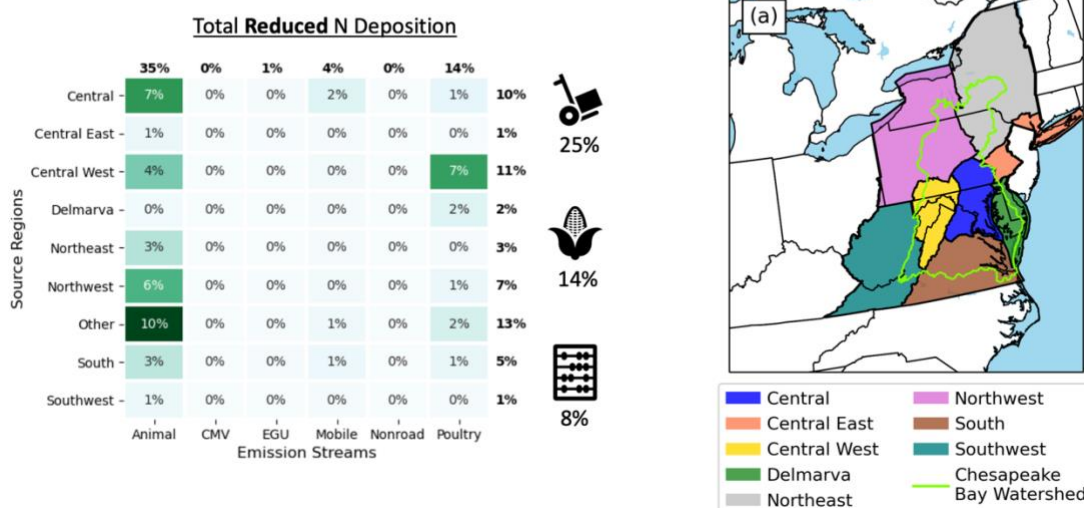 Total Reduced N Deposition
35% 0% 1% 4% 0% 14%
Central 7% 0% 0% 2% 0% 1% 10%
Central East 1% 0% 0% 0% 0% 0% 1%
Central West 4% 0% 0% 0% 0% 7% 11%
Delmarva 0% 0% 0% 0% 0% 2% 2%
Northeast 3% 0% 0% 0% 0% 0% 3%
Northwest 6% 0% 0% 0% 0% 1% 7%
Other 10% 0% 0% 1% 0% 2% 13%
South 3% 0% 0% 1% 0% 1% 5%
Southwest 1% 0% 0% 0% 0% 0% 1%
Source Regions
Animal CMV EGU Mobile Nonroad Poultry
Emission Streams
25%
14%
8%
(a)
Central
Central East
Central West
Delmarva
Northeast
Northwest
South
Southwest
Chesapeake
Bay Watershed